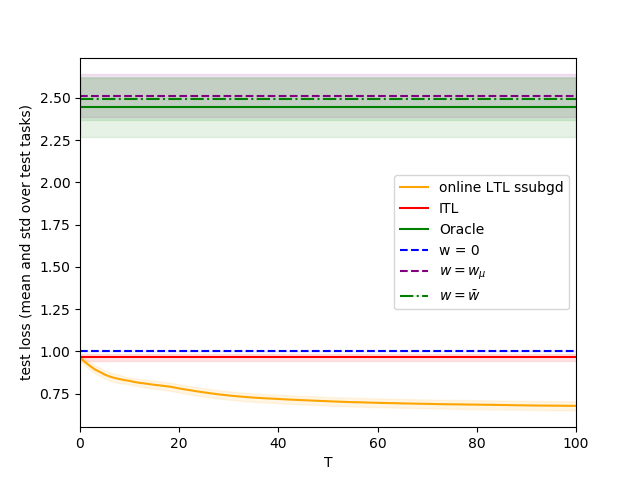 2.50
2.25
2.00
1.75
1.50
1.25
1.00
0.75
test loss (mean and std over test tasks)
online LTL ssubgd
ITL
Oracle
w = 0
w = w_μ
w = w̄
0 20 40 60 80 100
T